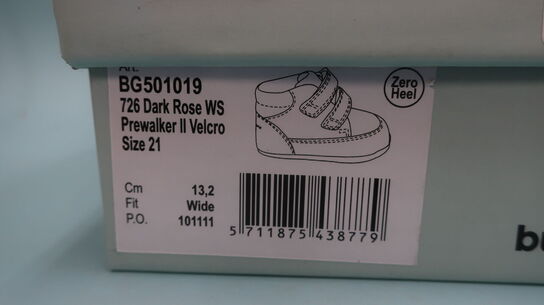 Art.
BG501019
726 Dark Rose WS
Prewalker II Velcro
Size 21
Zero
Heel
Cm 13,2
Fit Wide
P.O. 101111
5 711875 438779
bu